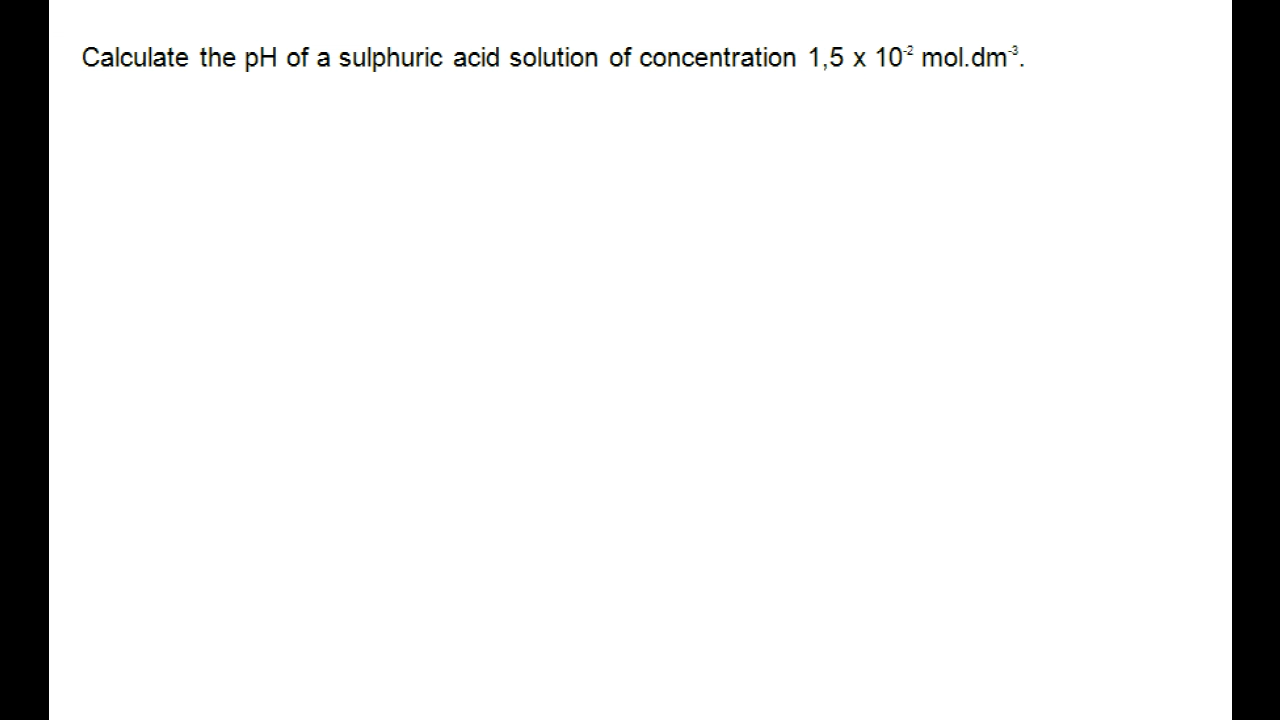 Calculate the pH of a sulphuric acid solution of concentration 1,5 x 10⁻² mol.dm⁻³.